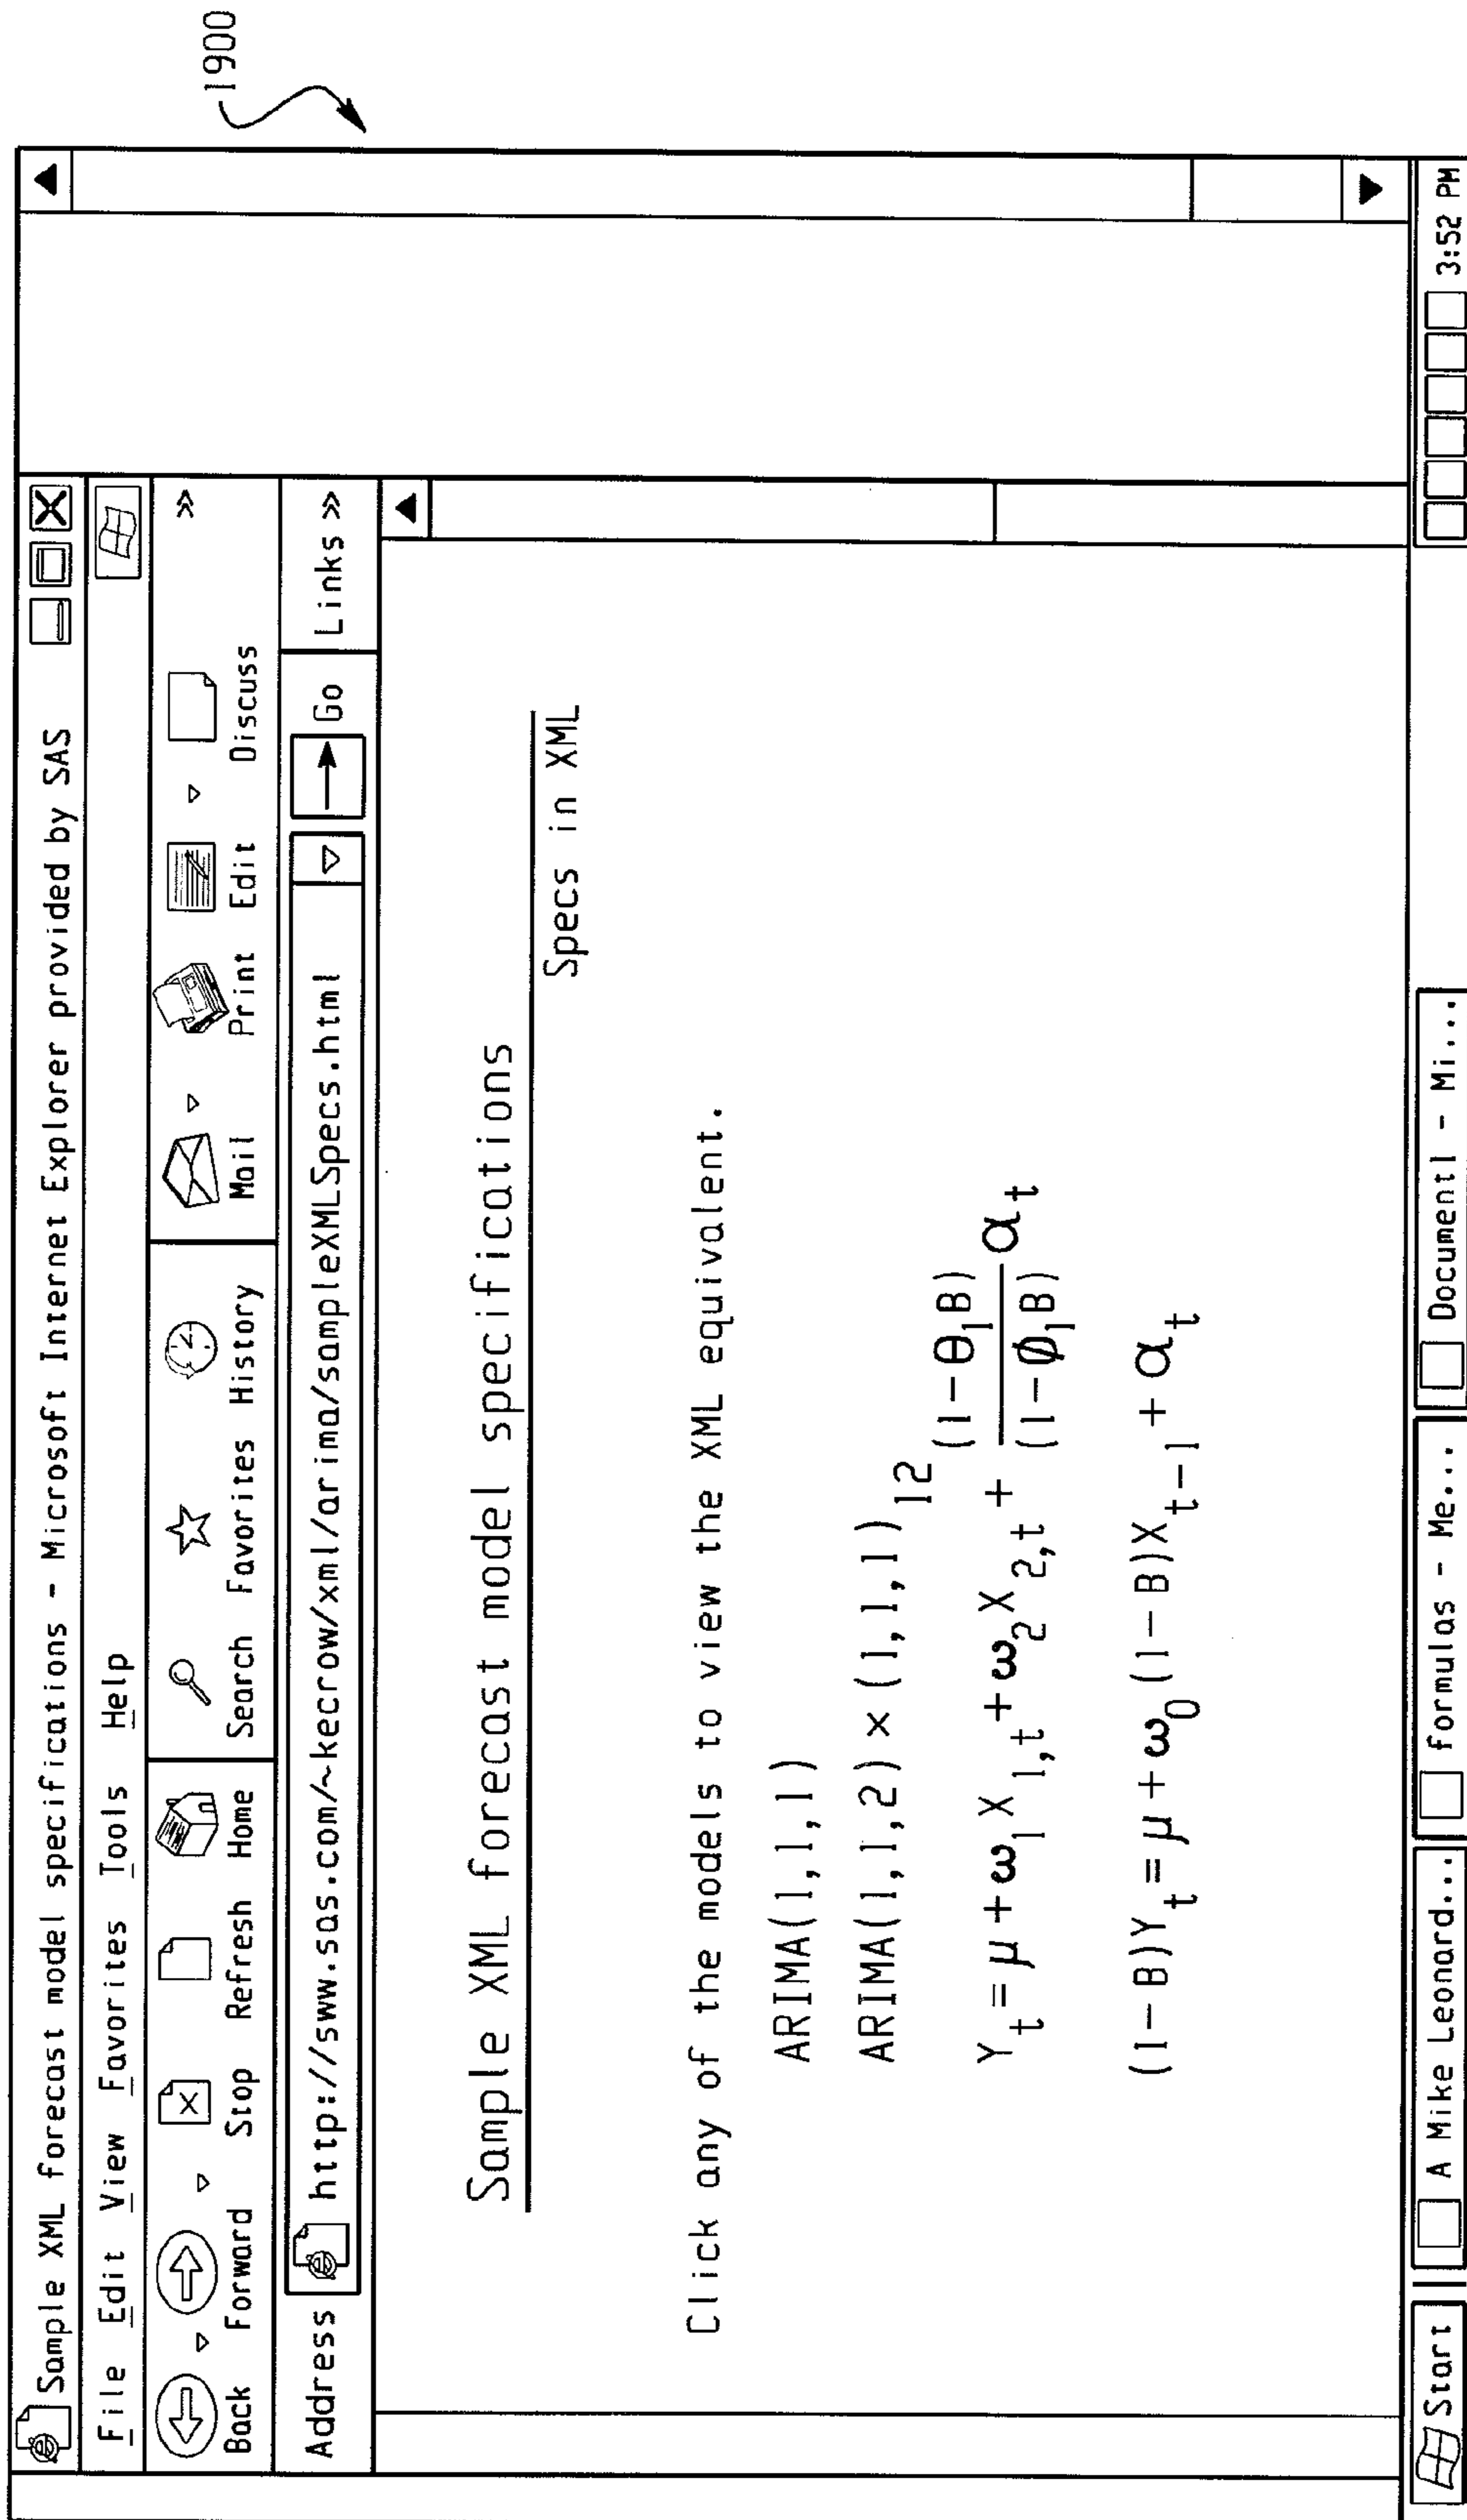 1900
Sample XML forecast model specifications - Microsoft Internet Explorer provided by SAS
File Edit View Favorites Tools Help
Back Forward Stop Refresh Home Search Favorites History Mail Print Edit Discuss »
Address http://sww.sas.com/~kecrow/xml/arima/sampleXMLSpecs.html Go Links »
Sample XML forecast model specifications
Specs in XML
Click any of the models to view the XML equivalent.
ARIMA(1,1,1)
ARIMA(1,1,2)×(1,1,1)₁₂
Yₜ = μ + ω₁X₁,ₜ + ω₂X₂,ₜ + (1-θ₁B)/(1-ø₁B) αₜ
(1-B)Yₜ = μ + ω₀(1-B)Xₜ₋₁ + αₜ
Start A Mike Leonard... formulas - Me... Document1 - Mi... 3:52 PM